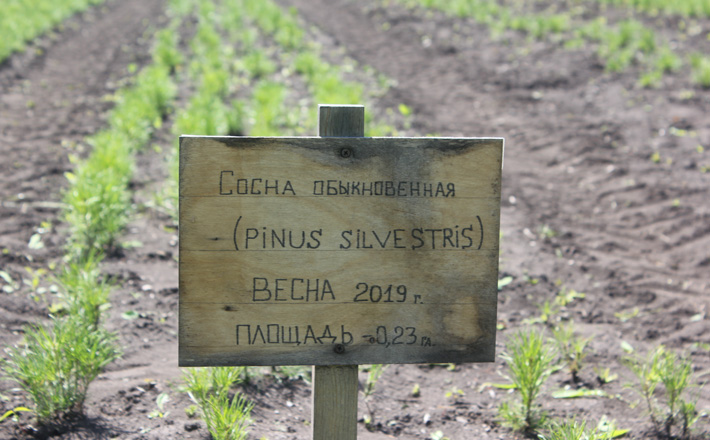 Сосна обыкновенная
(PiNUS SiLVESTRiS)
ВЕСНА 2019 г.
ПЛОЩАДЬ - 0,23 га.